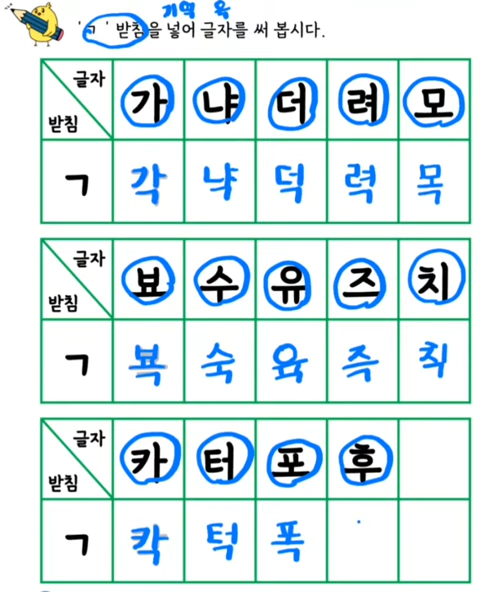 기역 윽
'ㄱ' 받침을 넣어 글자를 써 봅시다.
글자 받침 가 냐 더 려 모
ㄱ 각 냑 덕 력 목
글자 받침 뵤 수 유 즈 치
ㄱ 뵥 숙 육 즉 칙
글자 받침 카 터 포 후
ㄱ 칵 턱 폭